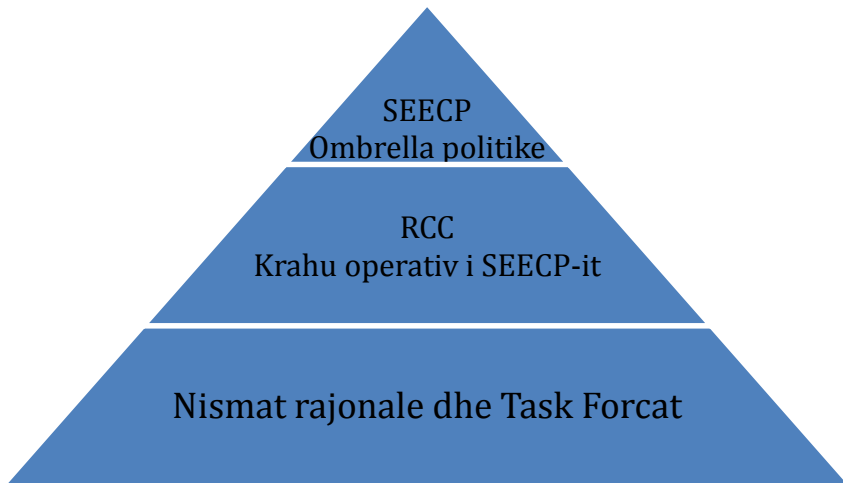 SEECP
Ombrella politike
RCC
Krahu operativ i SEECP-it
Nismat rajonale dhe Task Forcat